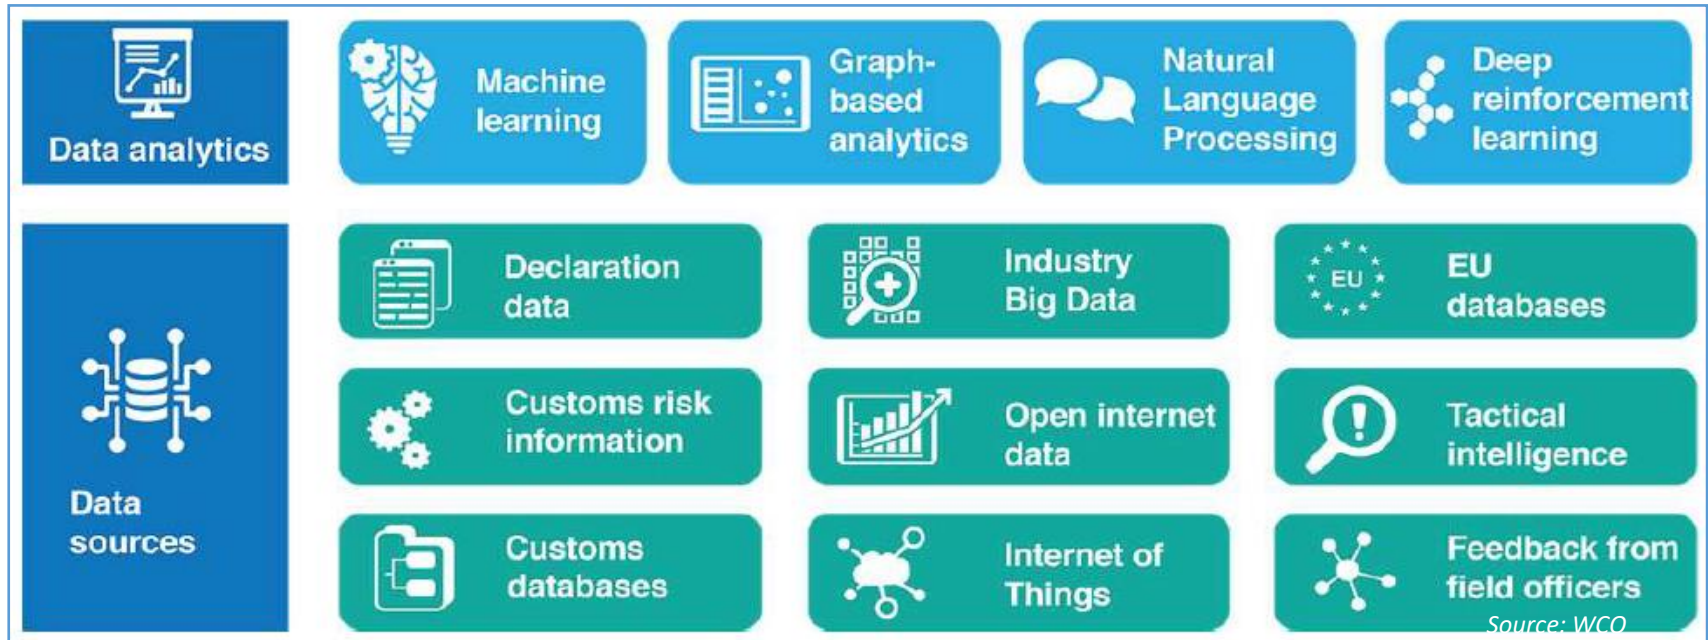 Data analytics
Machine
learning
Graph-
based
analytics
Natural
Language
Processing
Deep
reinforcement
learning
Data
sources
Declaration
data
Industry
Big Data
EU
EU
databases
Customs risk
information
Open internet
data
Tactical
intelligence
Customs
databases
Internet of
Things
Feedback from
field officers
Source: WCO